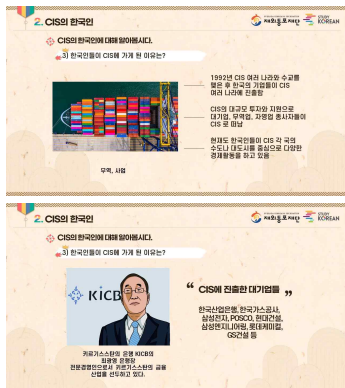 2. CIS의 한국인
재외동포재단
STUDY
KOREAN
CIS의 한국인에 대해 알아봅시다.
3) 한국인들이 CIS에 가게 된 이유는?
1992년 CIS 여러 나라와 수교를
맺은 후 한국의 기업들이 CIS
여러 나라에 진출함
CIS의 대규모 투자와 지원으로
대기업, 무역업, 자영업 종사자들이
CIS 로 떠남
현재도 한국인들이 CIS 각 국의
수도나 대도시를 중심으로 다양한
경제활동을 하고 있음
무역, 사업
2. CIS의 한국인
재외동포재단
STUDY
KOREAN
CIS의 한국인에 대해 알아봅시다.
3) 한국인들이 CIS에 가게 된 이유는?
KICB
“ CIS에 진출한 대기업들 ”
한국산업은행, 한국가스공사,
삼성전자, POSCO, 현대건설,
삼성엔지니어링, 롯데케미컬,
GS건설 등
키르기스스탄의 은행 KICB의
최광영 은행장
전문경영인으로서 키르기스스탄의 금융
산업을 선두하고 있다.